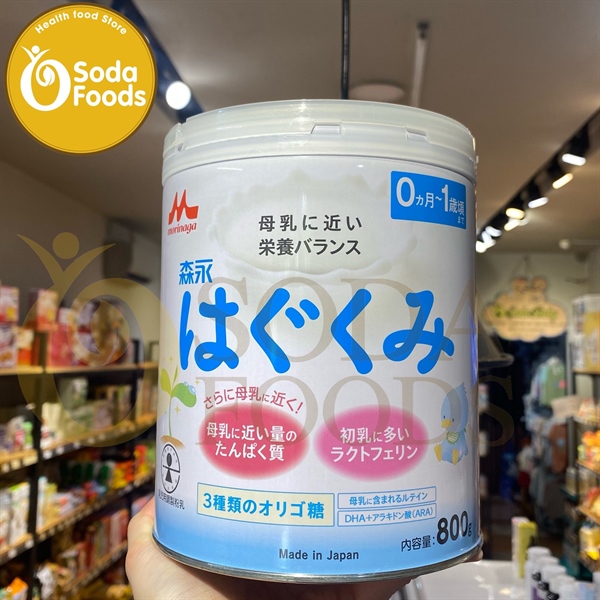 Health food Store
Soda
Foods
morinaga
0ヵ月~1歳頃
まで
母乳に近い
栄養バランス
森永
はぐくみ
SODA
FOODS
さらに母乳に近く!
母乳に近い量の
たんぱく質
初乳に多い
ラクトフェリン
3種類のオリゴ糖
母乳に含まれるルテイン
DHA+アラキドン酸(ARA)
内容量:800g
Made in Japan